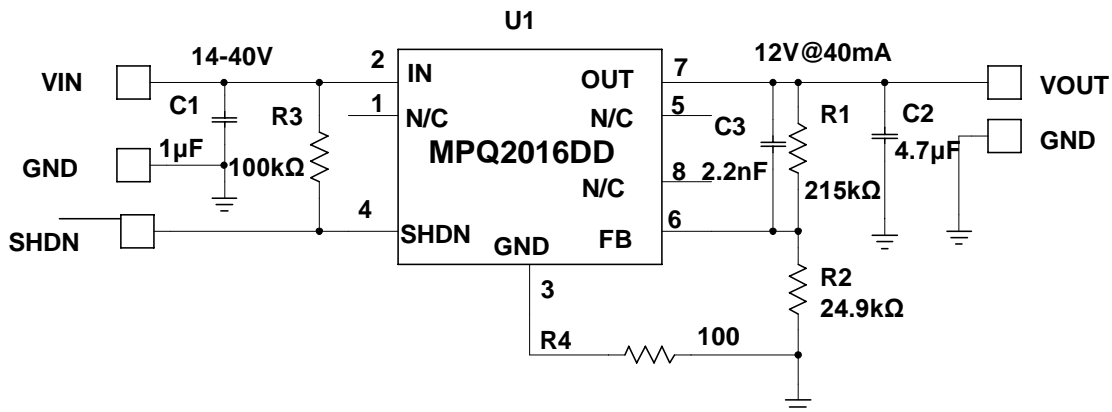 U1
14-40V
12V@40mA
VIN
2
IN
OUT
7
VOUT
C1
1
N/C
N/C
5
R3
C3
R1
C2
GND
1µF
100kΩ
MPQ2016DD
2.2nF
4.7µF
GND
N/C
8
215kΩ
SHDN
4
SHDN
GND
FB
6
3
R2
24.9kΩ
R4
100